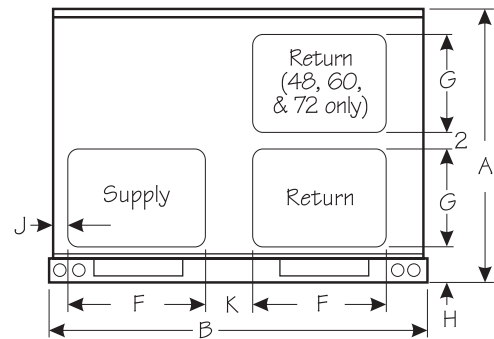 Return
(48, 60,
& 72 only)
G
2
A
Supply
Return
G
J
F
K
F
H
B